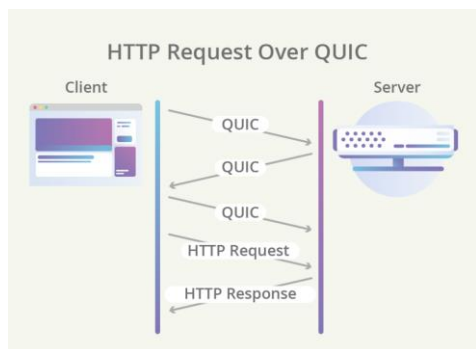 HTTP Request Over QUIC
Client
Server
QUIC
QUIC
QUIC
HTTP Request
HTTP Response